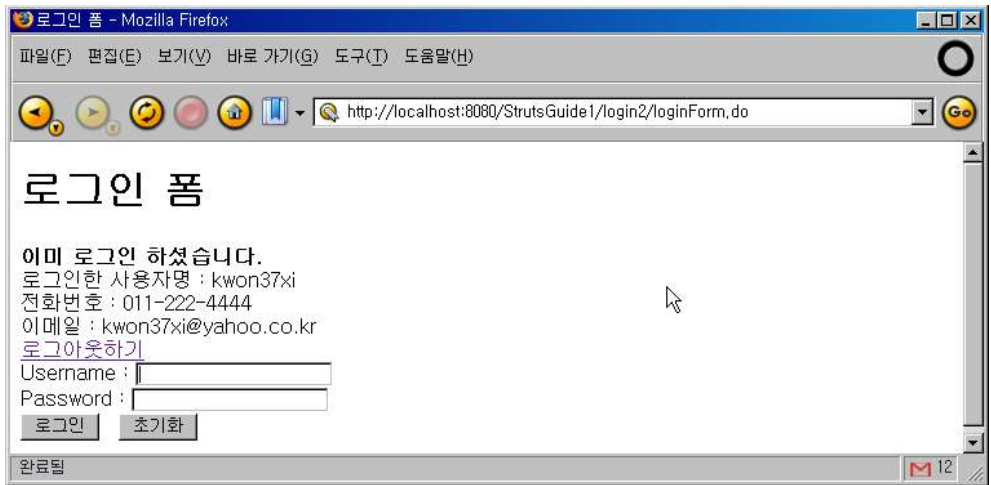 로그인 폼 - Mozilla Firefox
파일(F) 편집(E) 보기(V) 바로 가기(G) 도구(T) 도움말(H)
http://localhost:8080/StrutsGuide1/login2/loginForm.do Go
로그인 폼
이미 로그인 하셨습니다.
로그인한 사용자명 : kwon37xi
전화번호 : 011-222-4444
이메일 : kwon37xi@yahoo.co.kr
로그아웃하기
Username :
Password :
로그인 초기화
완료됨 12